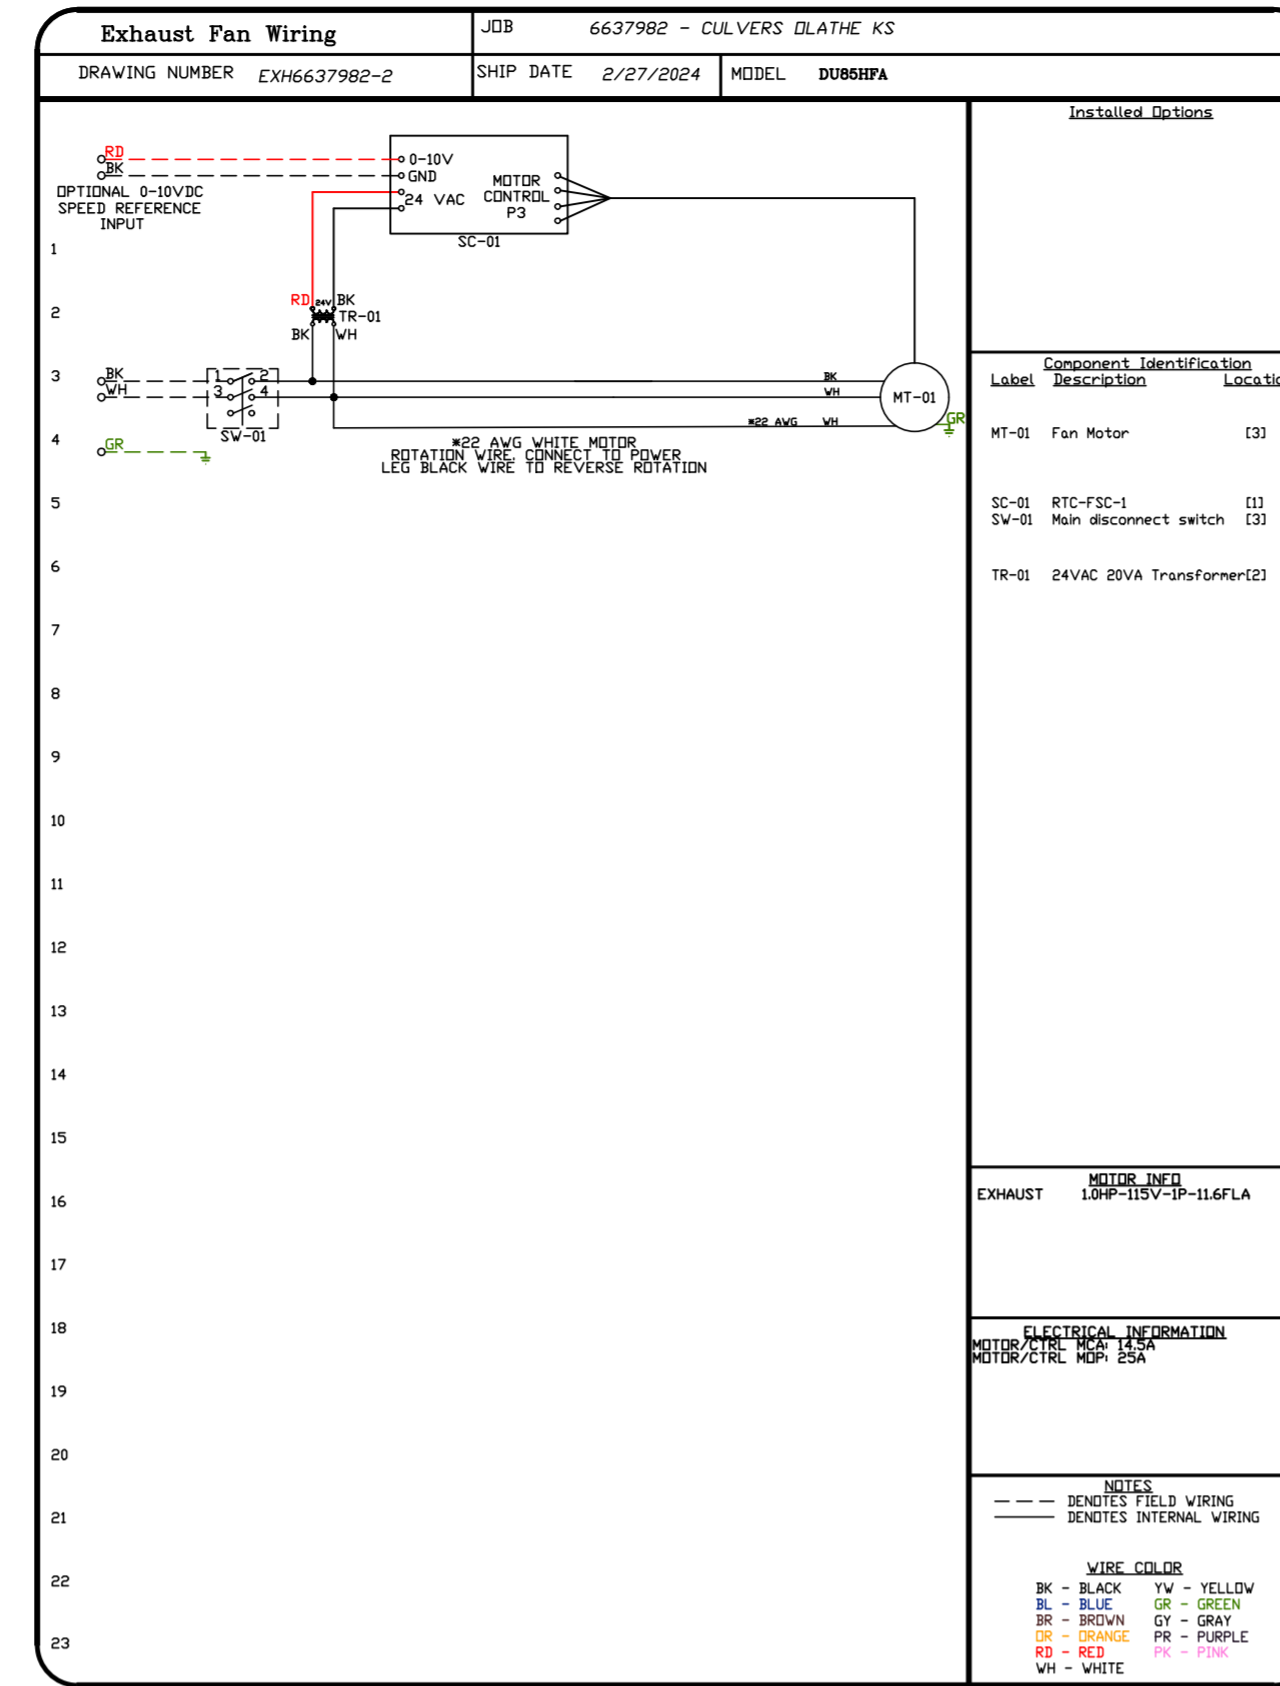 Exhaust Fan Wiring
JOB 6637982 - CULVERS OLATHE KS
DRAWING NUMBER EXH6637982-2
SHIP DATE 2/27/2024
MODEL DU85HFA
RD
BK
OPTIONAL 0-10VDC
SPEED REFERENCE
INPUT
0-10V
GND
24 VAC
MOTOR
CONTROL
P3
SC-01
RD 24V BK
TR-01
BK WH
BK
WH
1 2
3 4
SW-01
GR
BK
WH
*22 AWG WH
MT-01
GR
*22 AWG WHITE MOTOR
ROTATION WIRE. CONNECT TO POWER
LEG BLACK WIRE TO REVERSE ROTATION
1
2
3
4
5
6
7
8
9
10
11
12
13
14
15
16
17
18
19
20
21
22
23
Installed Options
Component Identification
Label Description Locatio
MT-01 Fan Motor [3]
SC-01 RTC-FSC-1 [1]
SW-01 Main disconnect switch [3]
TR-01 24VAC 20VA Transformer[2]
MOTOR INFO
EXHAUST 1.0HP-115V-1P-11.6FLA
ELECTRICAL INFORMATION
MOTOR/CTRL MCA: 14.5A
MOTOR/CTRL MOP: 25A
NOTES
DENOTES FIELD WIRING
DENOTES INTERNAL WIRING
WIRE COLOR
BK - BLACK YW - YELLOW
BL - BLUE GR - GREEN
BR - BROWN GY - GRAY
OR - ORANGE PR - PURPLE
RD - RED PK - PINK
WH - WHITE